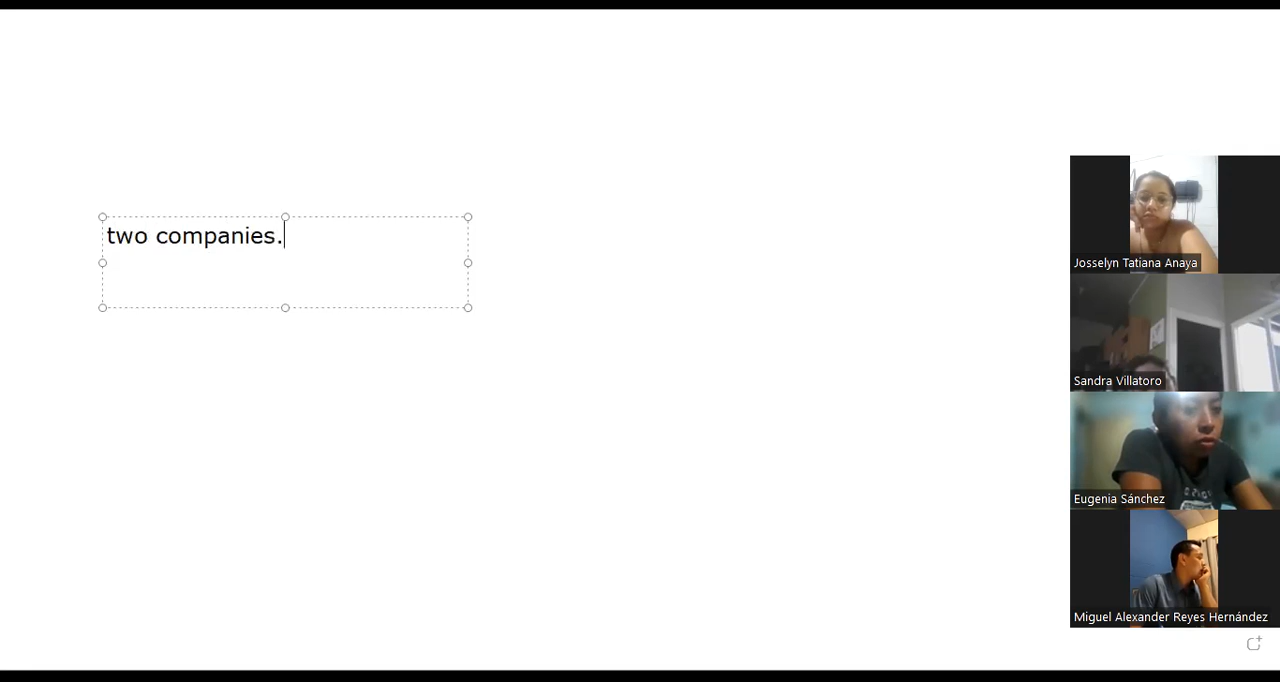 two companies.
Josselyn Tatiana Anaya
Sandra Villatoro
Eugenia Sánchez
Miguel Alexander Reyes Hernández